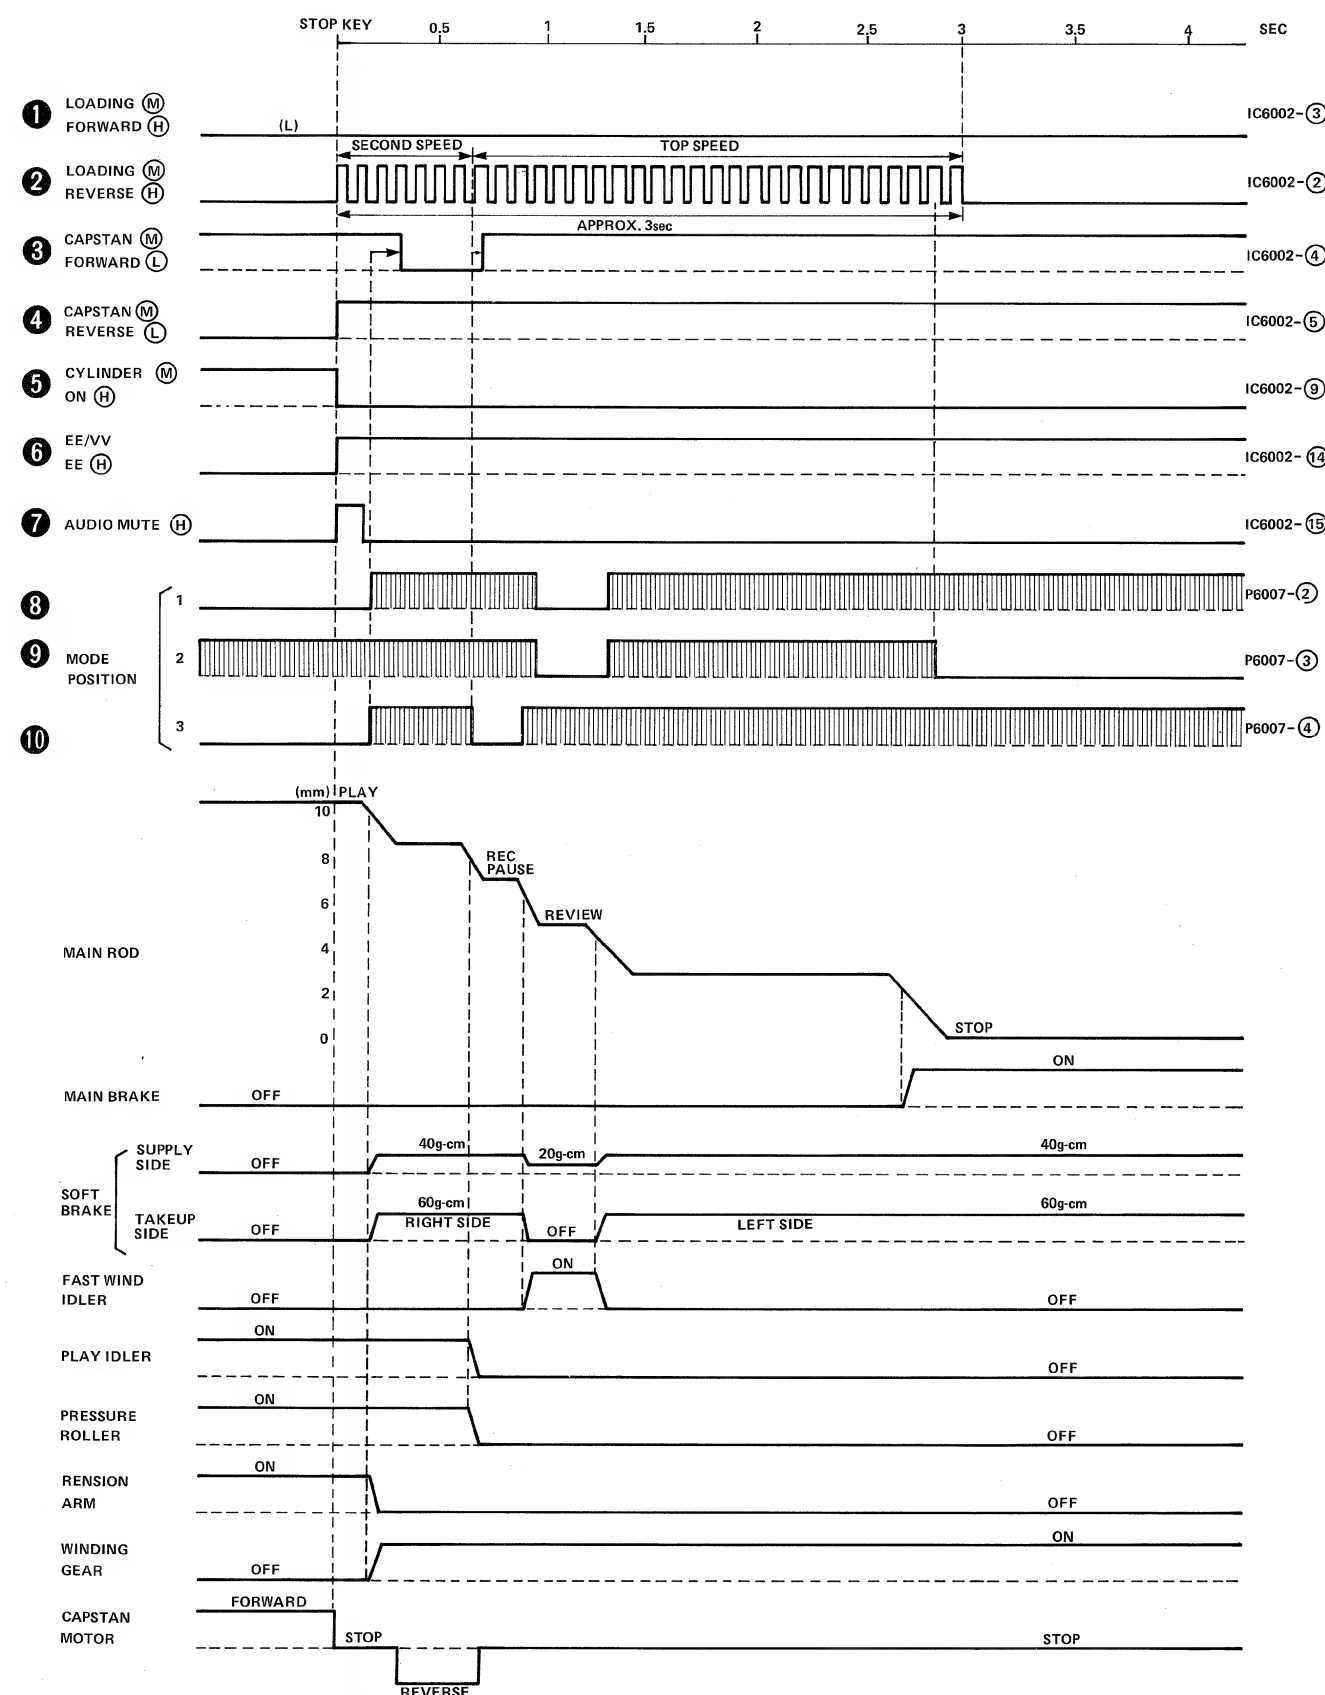 STOP KEY 0.5 1 1.5 2 2.5 3 3.5 4 SEC
1 LOADING M
FORWARD H
(L)
IC6002-3
SECOND SPEED TOP SPEED
2 LOADING M
REVERSE H
IC6002-2
APPROX. 3sec
3 CAPSTAN M
FORWARD L
IC6002-4
4 CAPSTAN M
REVERSE L
IC6002-5
5 CYLINDER M
ON H
IC6002-9
6 EE/VV
EE H
IC6002-14
7 AUDIO MUTE H
IC6002-15
8 1 P6007-2
9 MODE
POSITION
2 P6007-3
10 3 P6007-4
(mm) PLAY
10
8
REC
PAUSE
6
REVIEW
4
MAIN ROD
2
0
STOP
MAIN BRAKE OFF ON
SOFT
BRAKE
SUPPLY
SIDE
OFF 40g-cm 20g-cm 40g-cm
TAKEUP
SIDE
OFF 60g-cm
RIGHT SIDE
OFF LEFT SIDE 60g-cm
FAST WIND
IDLER
OFF ON OFF
PLAY IDLER ON OFF
PRESSURE
ROLLER
ON OFF
RENSION
ARM
ON OFF
WINDING
GEAR
OFF ON
CAPSTAN
MOTOR
FORWARD
STOP
REVERSE
STOP